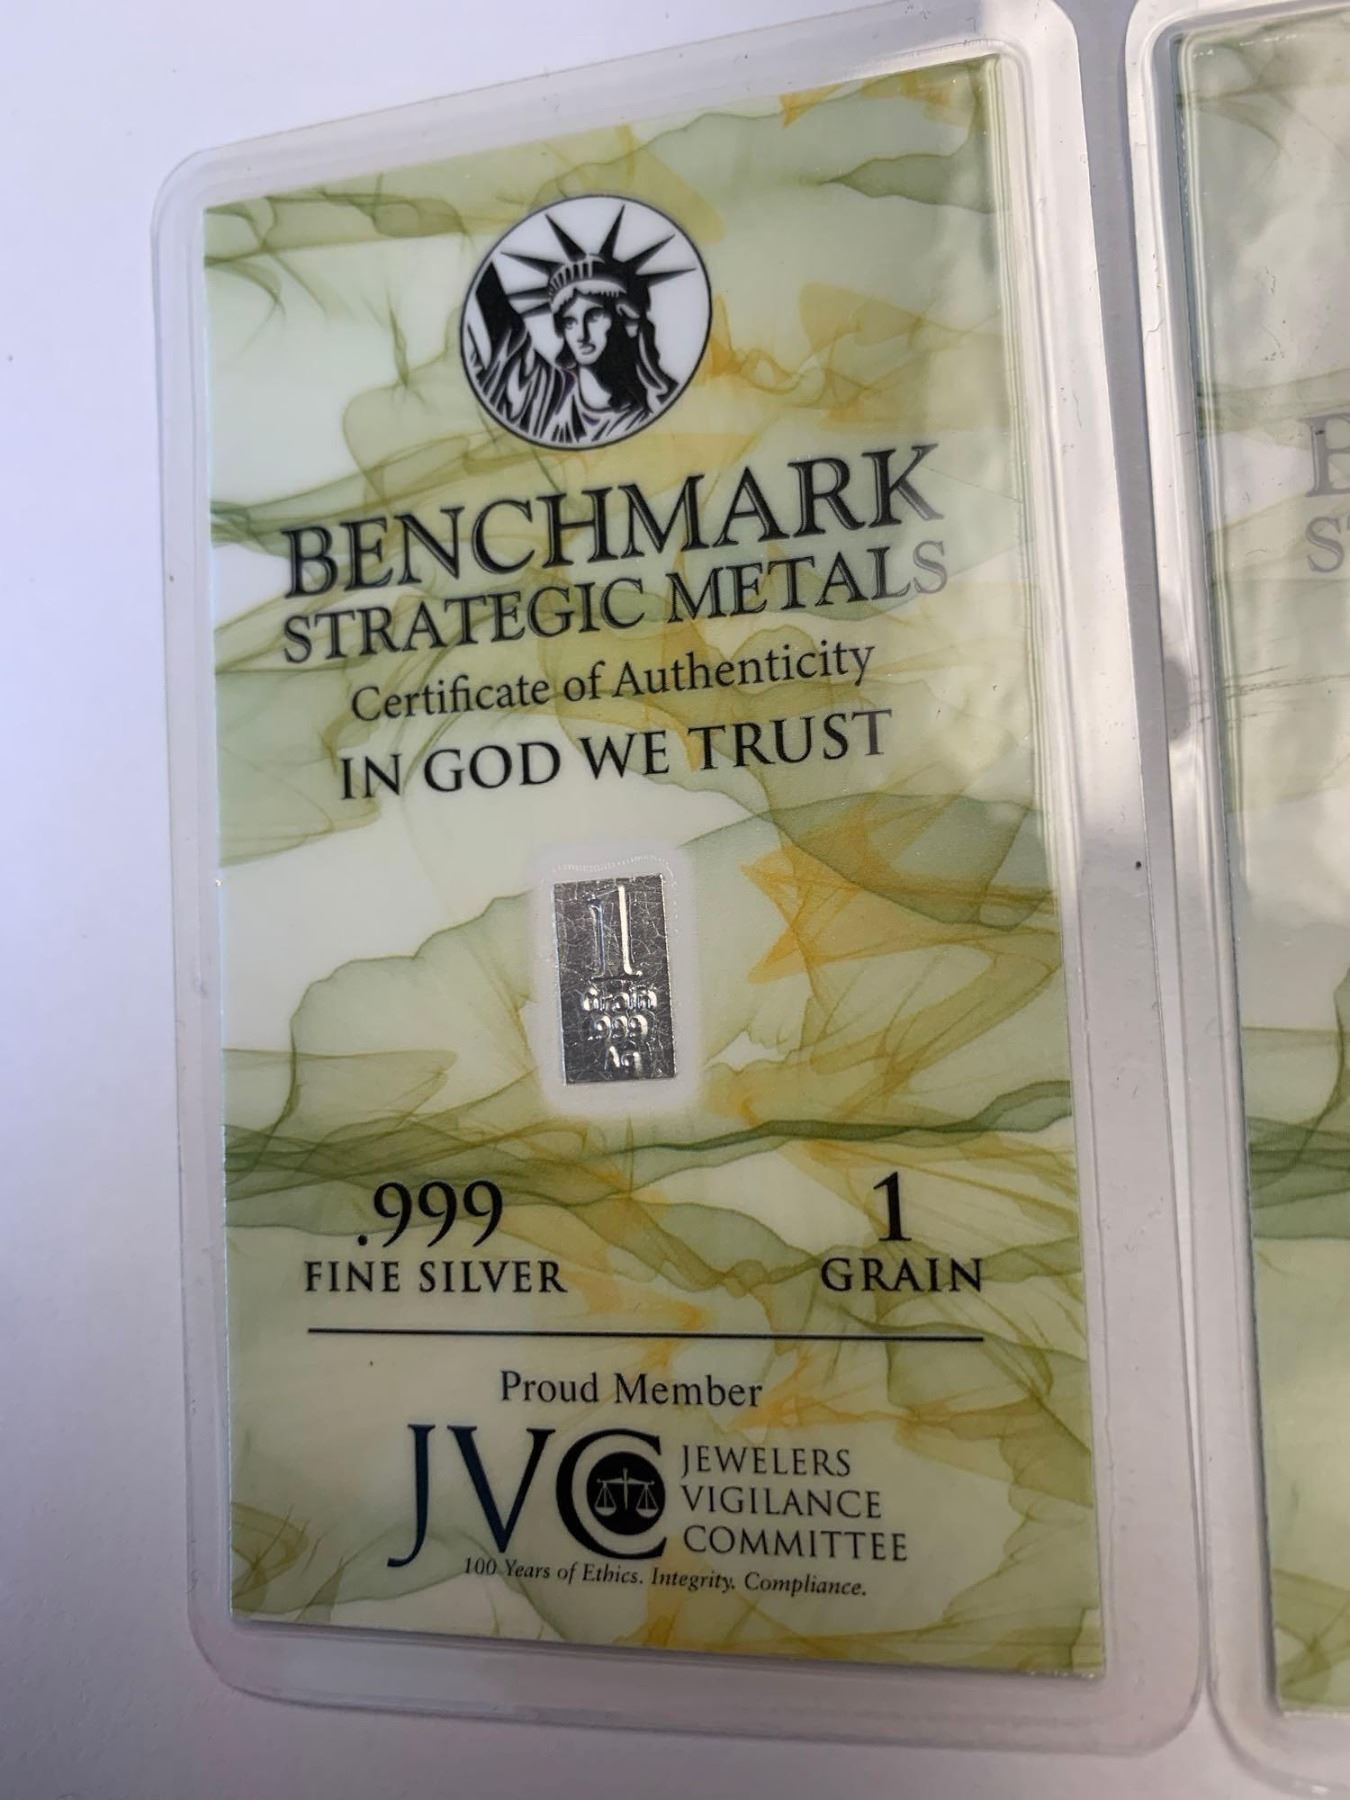 BENCHMARK
STRATEGIC METALS
Certificate of Authenticity
IN GOD WE TRUST
1
Grain
.999
Ag
.999
FINE SILVER
1
GRAIN
Proud Member
JVC
JEWELERS
VIGILANCE
COMMITTEE
100 Years of Ethics. Integrity. Compliance.
B
ST